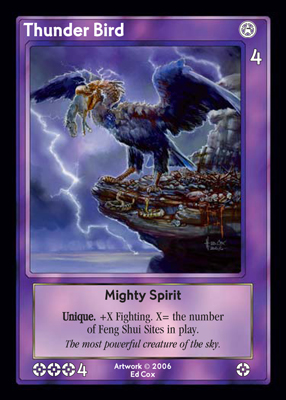 Thunder Bird
4
Mighty Spirit
Unique. +X Fighting. X= the number
of Feng Shui Sites in play.
The most powerful creature of the sky.
4
Artwork © 2006
Ed Cox